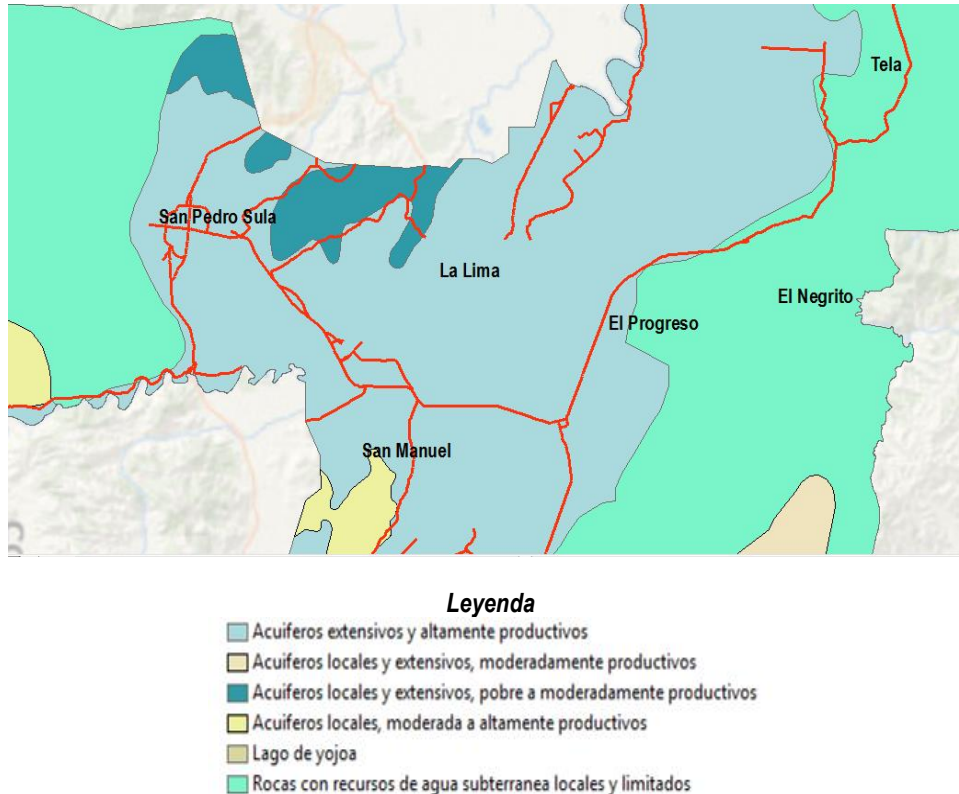 Tela
San Pedro Sula
La Lima
El Negrito
El Progreso
San Manuel
Leyenda
Acuiferos extensivos y altamente productivos
Acuiferos locales y extensivos, moderadamente productivos
Acuiferos locales y extensivos, pobre a moderadamente productivos
Acuiferos locales, moderada a altamente productivos
Lago de yojoa
Rocas con recursos de agua subterranea locales y limitados